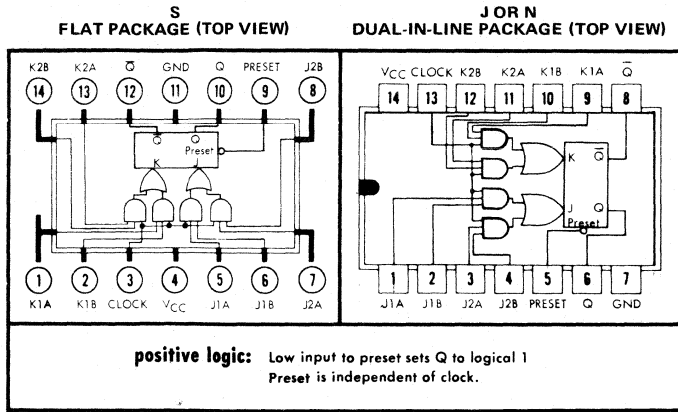 S
FLAT PACKAGE (TOP VIEW)
K2B K2A Q̅ GND Q PRESET J2B
14 13 12 11 10 9 8
Q̅ Q
Preset
K J
1 2 3 4 5 6 7
K1A K1B CLOCK VCC J1A J1B J2A
J OR N
DUAL-IN-LINE PACKAGE (TOP VIEW)
VCC CLOCK K2B K2A K1B K1A Q̅
14 13 12 11 10 9 8
K Q̅
J Q
Preset
1 2 3 4 5 6 7
J1A J1B J2A J2B PRESET Q GND
positive logic: Low input to preset sets Q to logical 1
Preset is independent of clock.